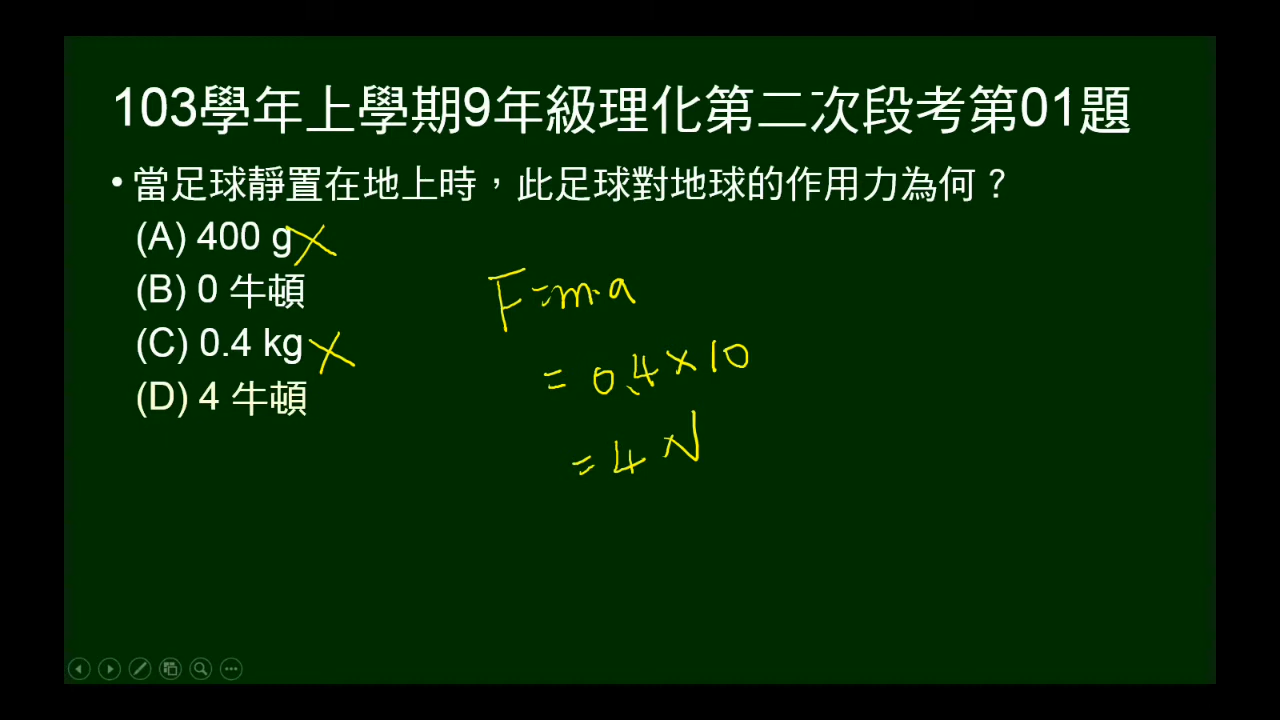 103學年上學期9年級理化第二次段考第01題
• 當足球靜置在地上時，此足球對地球的作用力為何？
(A) 400 g X
(B) 0 牛頓
(C) 0.4 kg X
(D) 4 牛頓
F=m·a
= 0.4×10
= 4 N